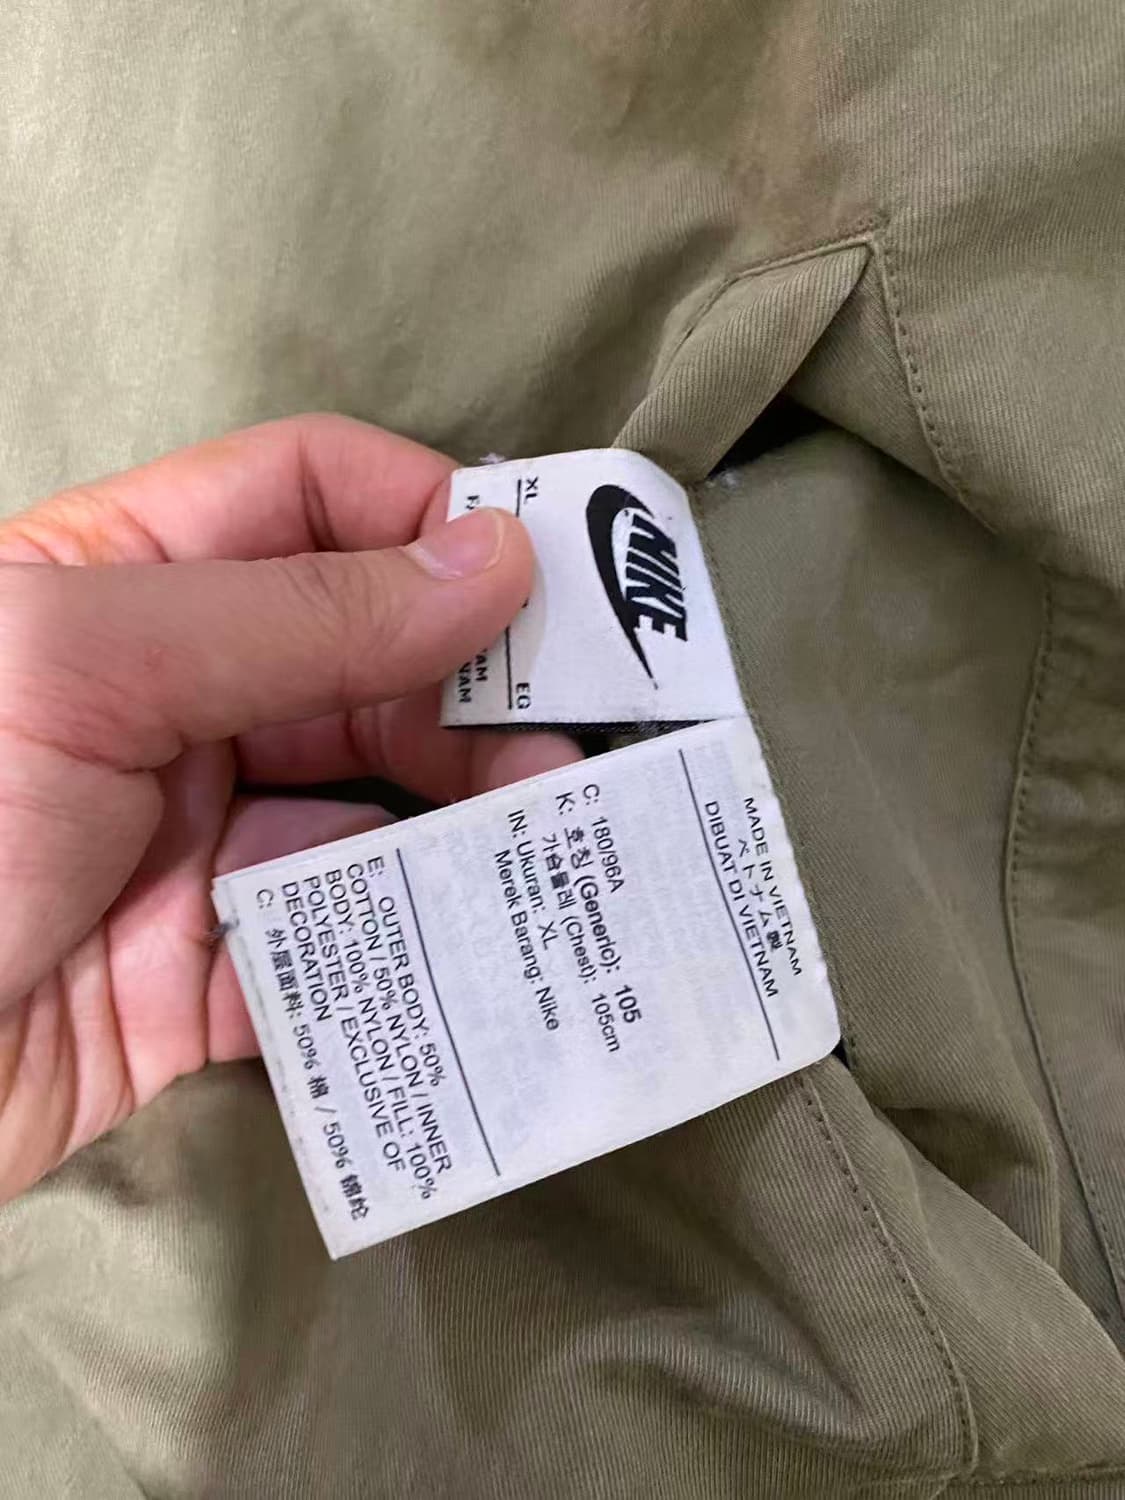 NIKE
XL
EG
MADE IN VIETNAM
ベトナム製
DIBUAT DI VIETNAM
C: 180/96A
K: 호칭 (Generic): 105
가슴둘레 (Chest): 105cm
IN: Ukuran: XL
Merek Barang: Nike
E: OUTER BODY: 50%
COTTON / 50% NYLON / INNER
BODY: 100% NYLON / FILL: 100%
POLYESTER / EXCLUSIVE OF
DECORATION
C: 外层面料: 50% 棉 / 50% 锦纶